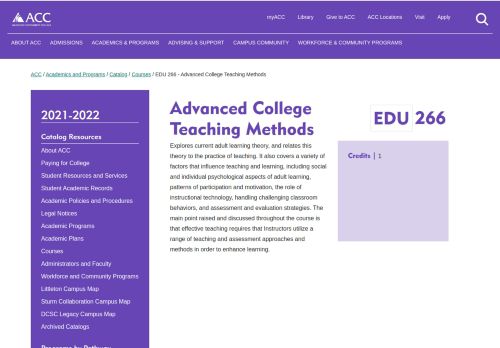 ACC
myACC Library Give to ACC ACC Locations Visit Apply
ABOUT ACC ADMISSIONS ACADEMICS & PROGRAMS ADVISING & SUPPORT CAMPUS COMMUNITY WORKFORCE & COMMUNITY PROGRAMS
ACC / Academics and Programs / Catalog / Courses / EDU 266 - Advanced College Teaching Methods
2021-2022
Catalog Resources
About ACC
Paying for College
Student Resources and Services
Student Academic Records
Academic Policies and Procedures
Legal Notices
Academic Programs
Academic Plans
Courses
Administrators and Faculty
Workforce and Community Programs
Littleton Campus Map
Sturm Collaboration Campus Map
DCSC Legacy Campus Map
Archived Catalogs
Programs by Pathway
Advanced College
Teaching Methods
Explores current adult learning theory, and relates this
theory to the practice of teaching. It also covers a variety of
factors that influence teaching and learning, including social
and individual psychological aspects of adult learning,
patterns of participation and motivation, the role of
instructional technology, handling challenging classroom
behaviors, and assessment and evaluation strategies. The
main point raised and discussed throughout the course is
that effective teaching requires that Instructors utilize a
range of teaching and assessment approaches and
methods in order to enhance learning.
EDU 266
Credits | 1